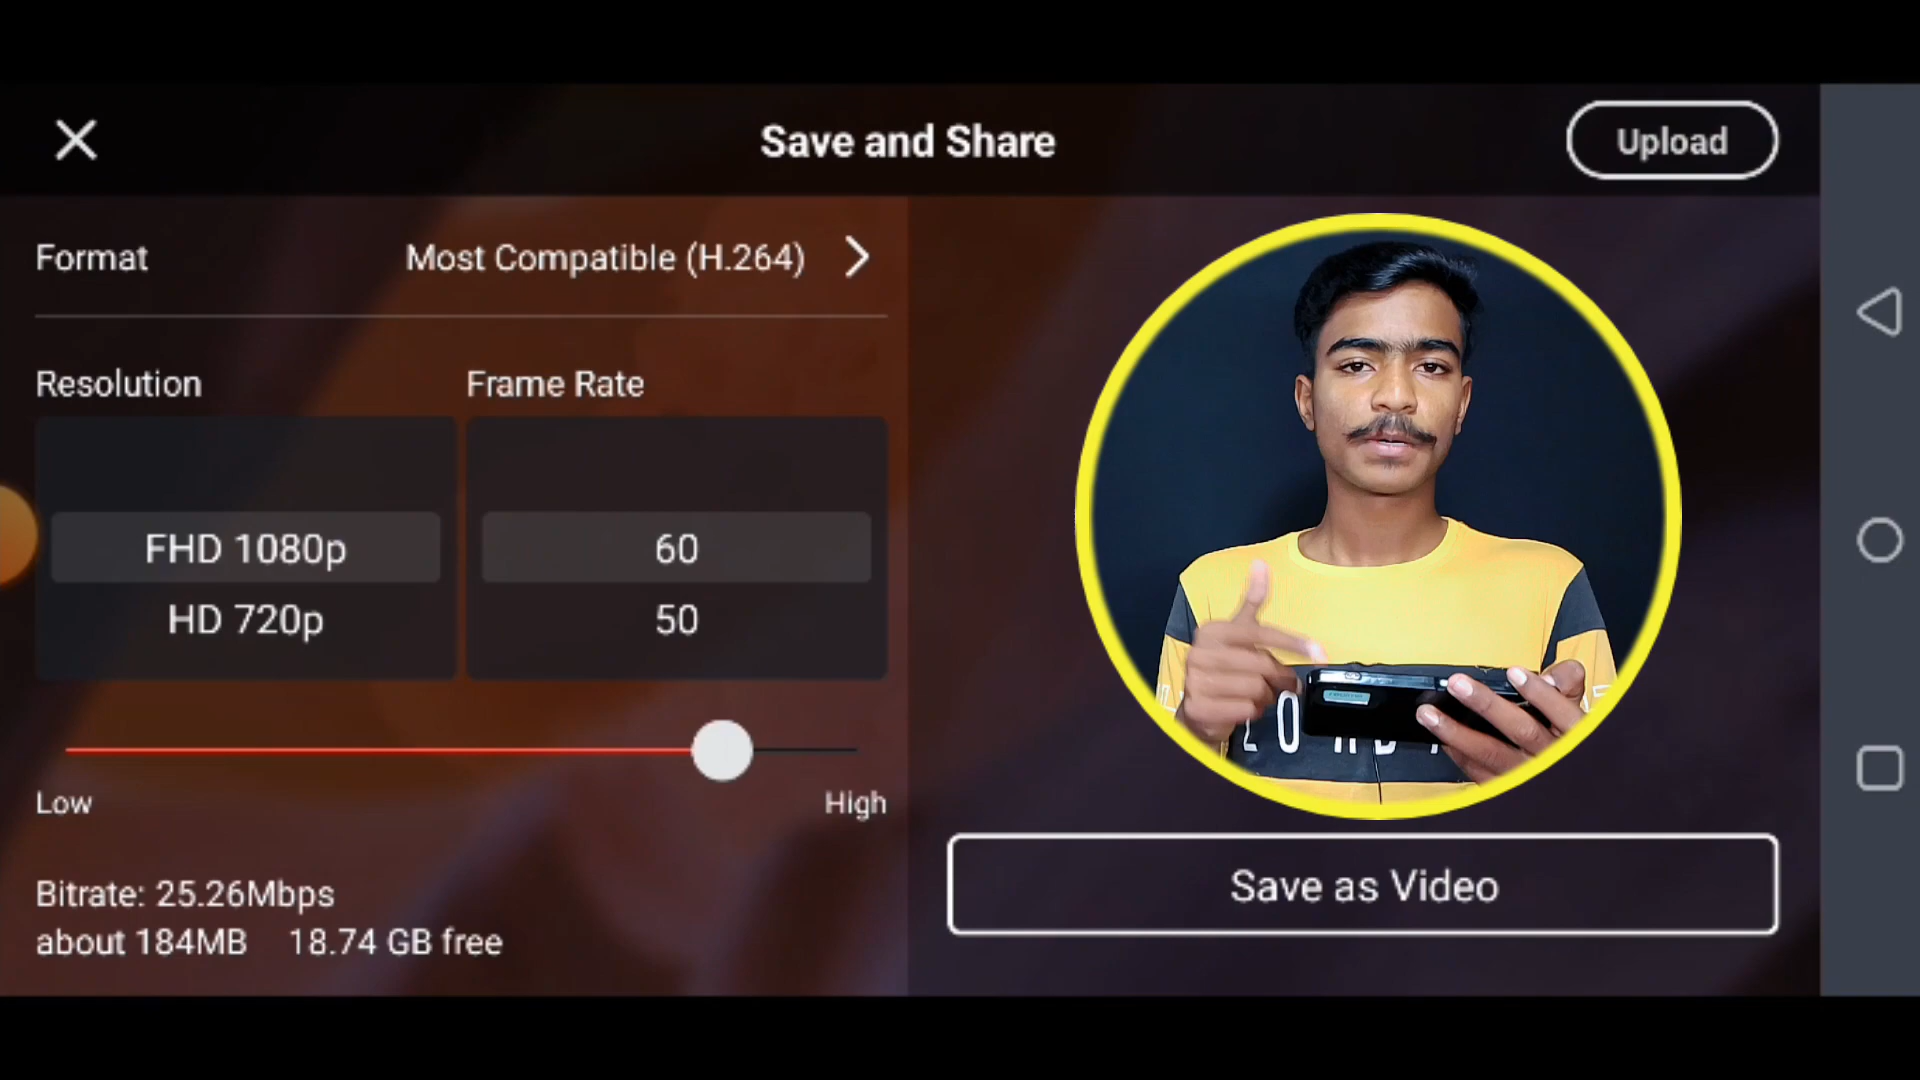 Save and Share
Upload
Format
Most Compatible (H.264)
Resolution
Frame Rate
FHD 1080p
60
HD 720p
50
Low
High
Bitrate: 25.26Mbps
about 184MB 18.74 GB free
Save as Video